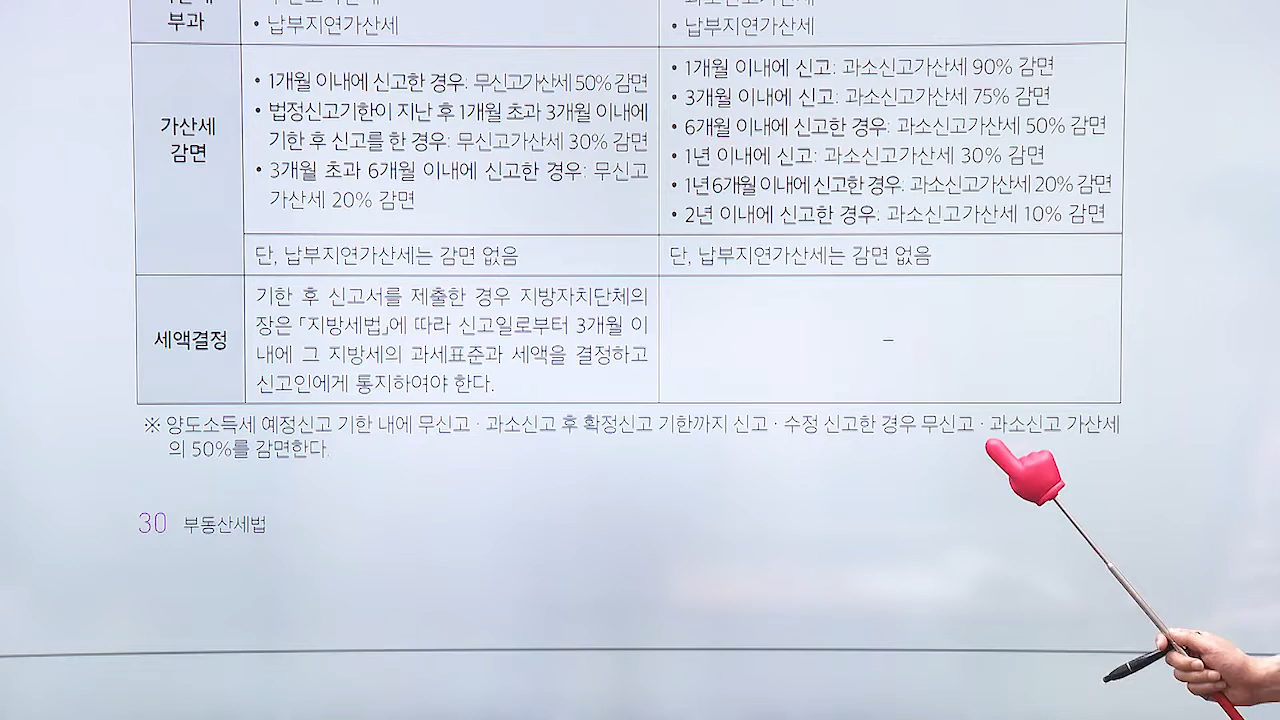 부과
• 납부지연가산세
• 납부지연가산세
가산세
감면
• 1개월 이내에 신고한 경우: 무신고가산세 50% 감면
• 법정신고기한이 지난 후 1개월 초과 3개월 이내에
기한 후 신고를 한 경우: 무신고가산세 30% 감면
• 3개월 초과 6개월 이내에 신고한 경우: 무신고
가산세 20% 감면
• 1개월 이내에 신고: 과소신고가산세 90% 감면
• 3개월 이내에 신고: 과소신고가산세 75% 감면
• 6개월 이내에 신고한 경우: 과소신고가산세 50% 감면
• 1년 이내에 신고: 과소신고가산세 30% 감면
• 1년 6개월 이내에 신고한 경우: 과소신고가산세 20% 감면
• 2년 이내에 신고한 경우: 과소신고가산세 10% 감면
단, 납부지연가산세는 감면 없음
단, 납부지연가산세는 감면 없음
세액결정
기한 후 신고서를 제출한 경우 지방자치단체의
장은 「지방세법」에 따라 신고일로부터 3개월 이
내에 그 지방세의 과세표준과 세액을 결정하고
신고인에게 통지하여야 한다.
–
※ 양도소득세 예정신고 기한 내에 무신고 · 과소신고 후 확정신고 기한까지 신고 · 수정 신고한 경우 무신고 · 과소신고 가산세
의 50%를 감면한다.
30 부동산세법